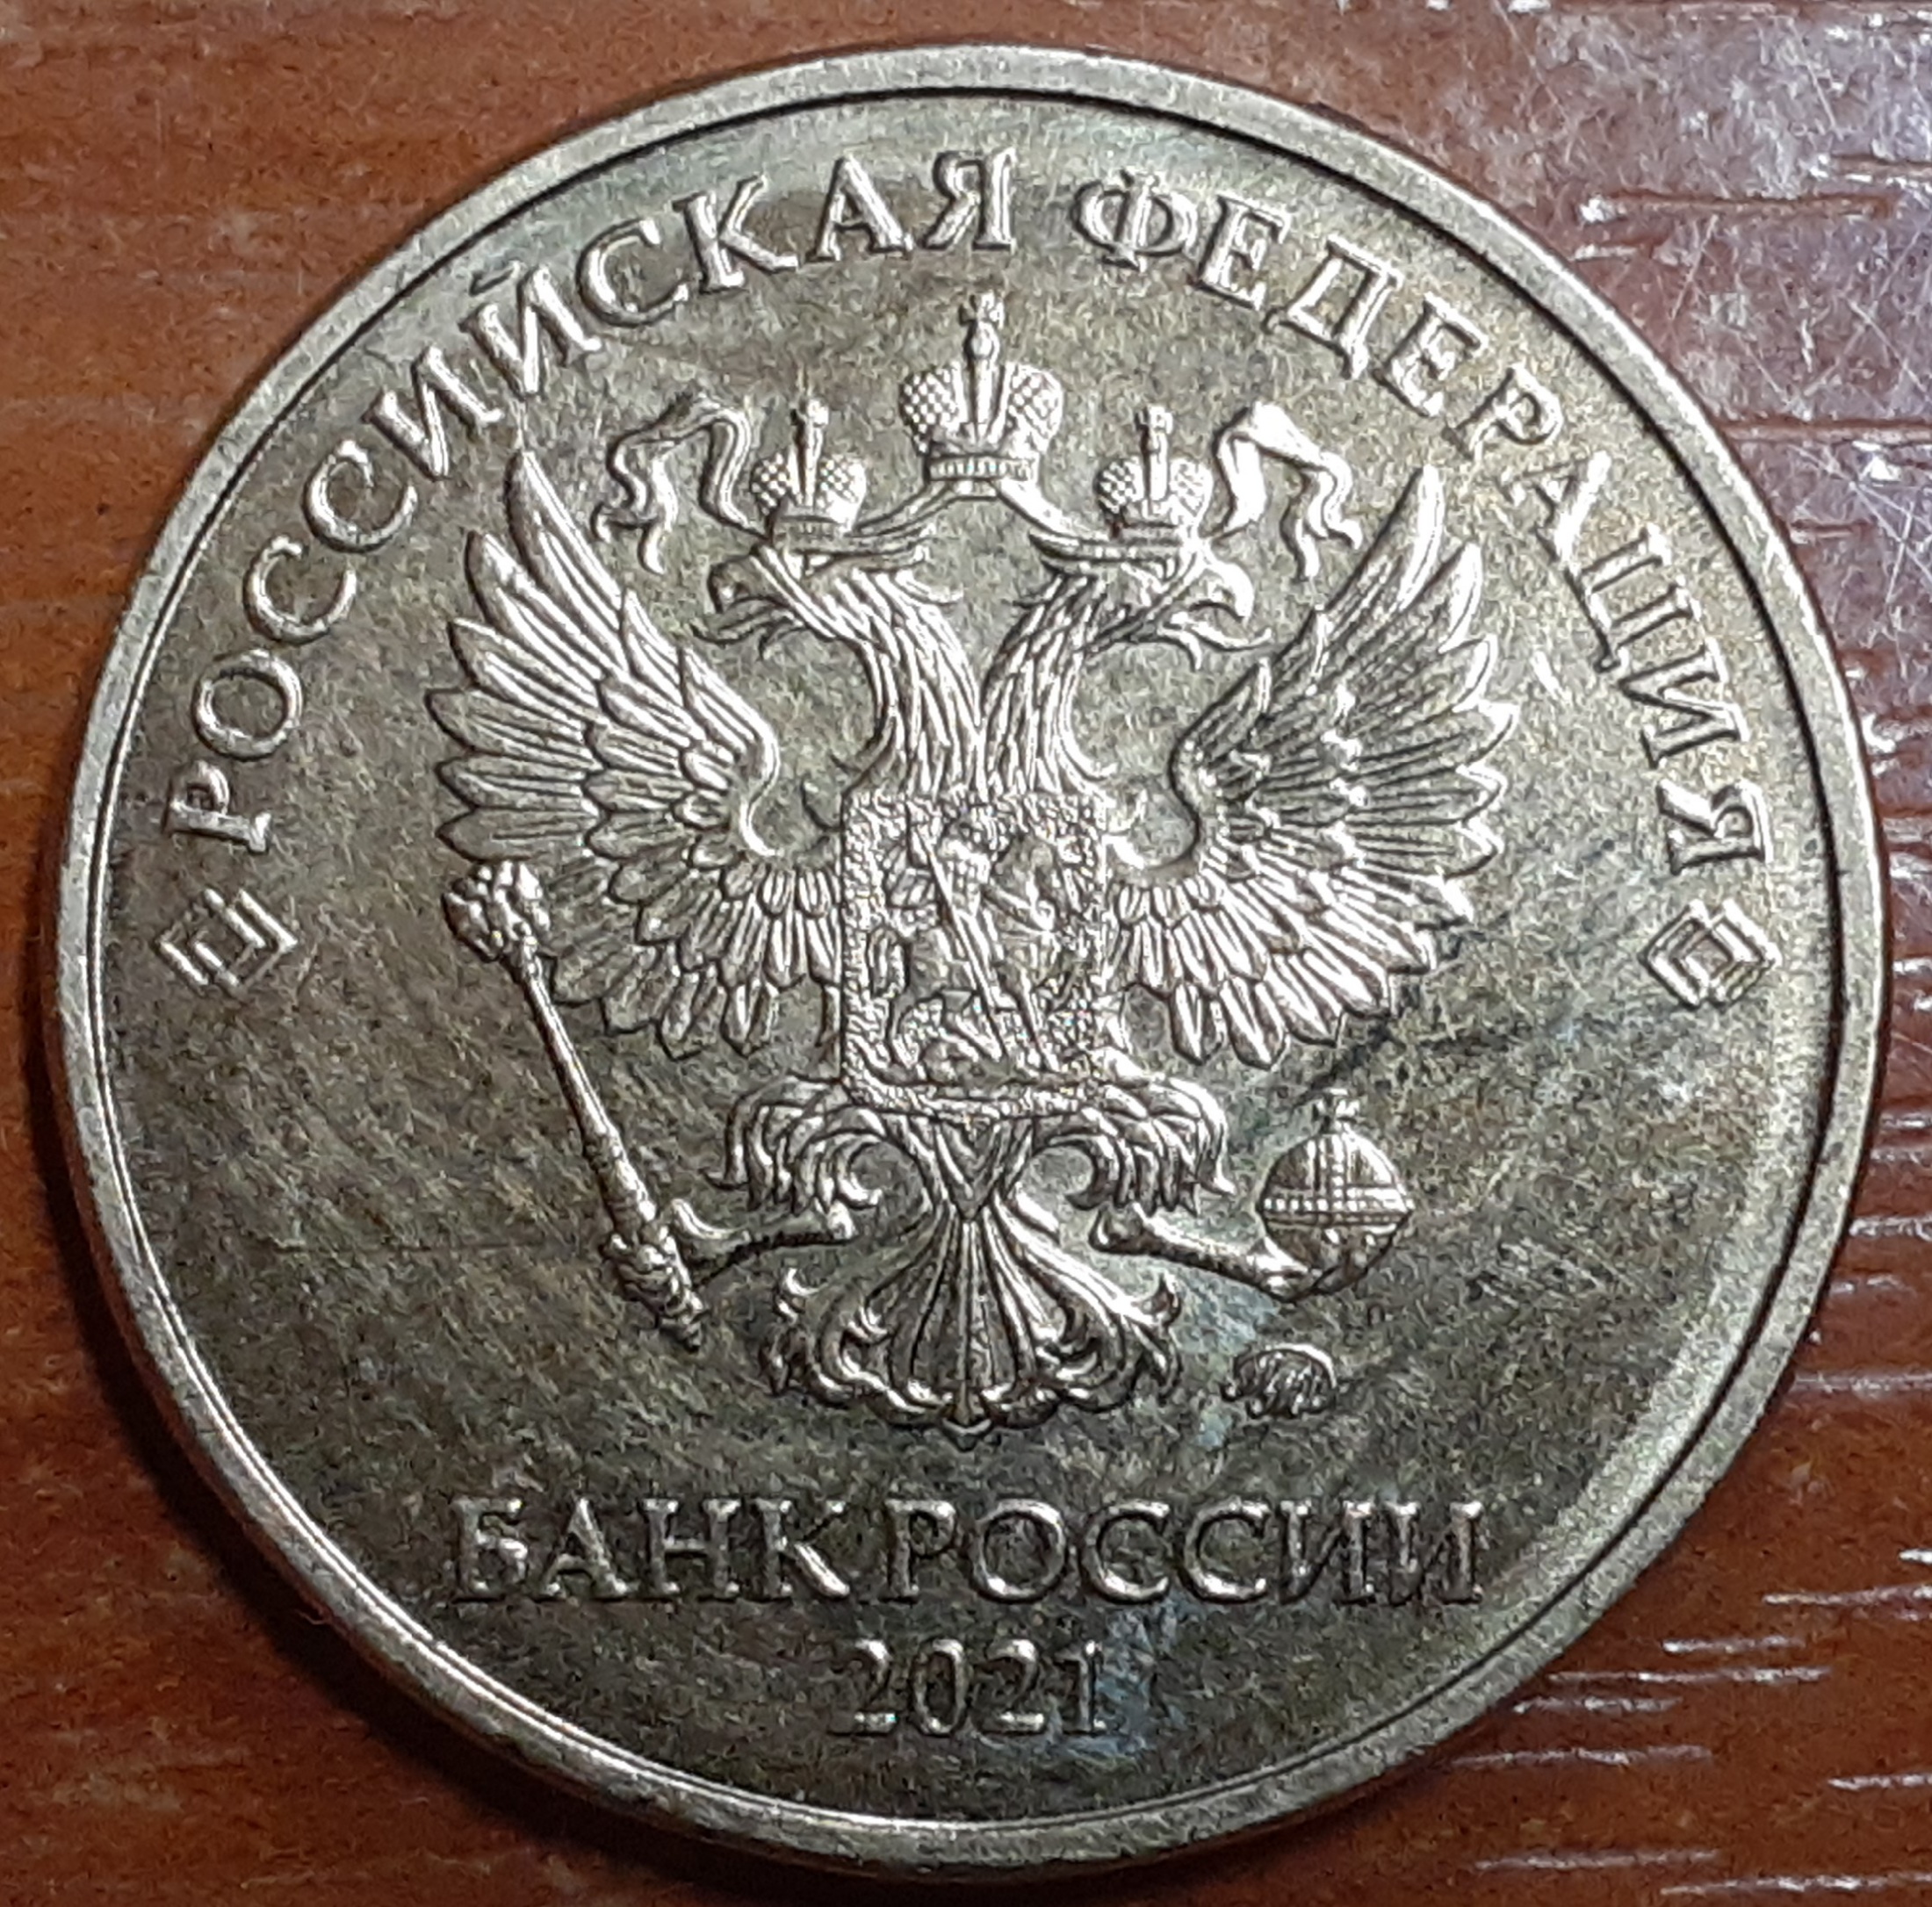 РОССИЙСКАЯ ФЕДЕРАЦИЯ
БАНК РОССИИ
2021